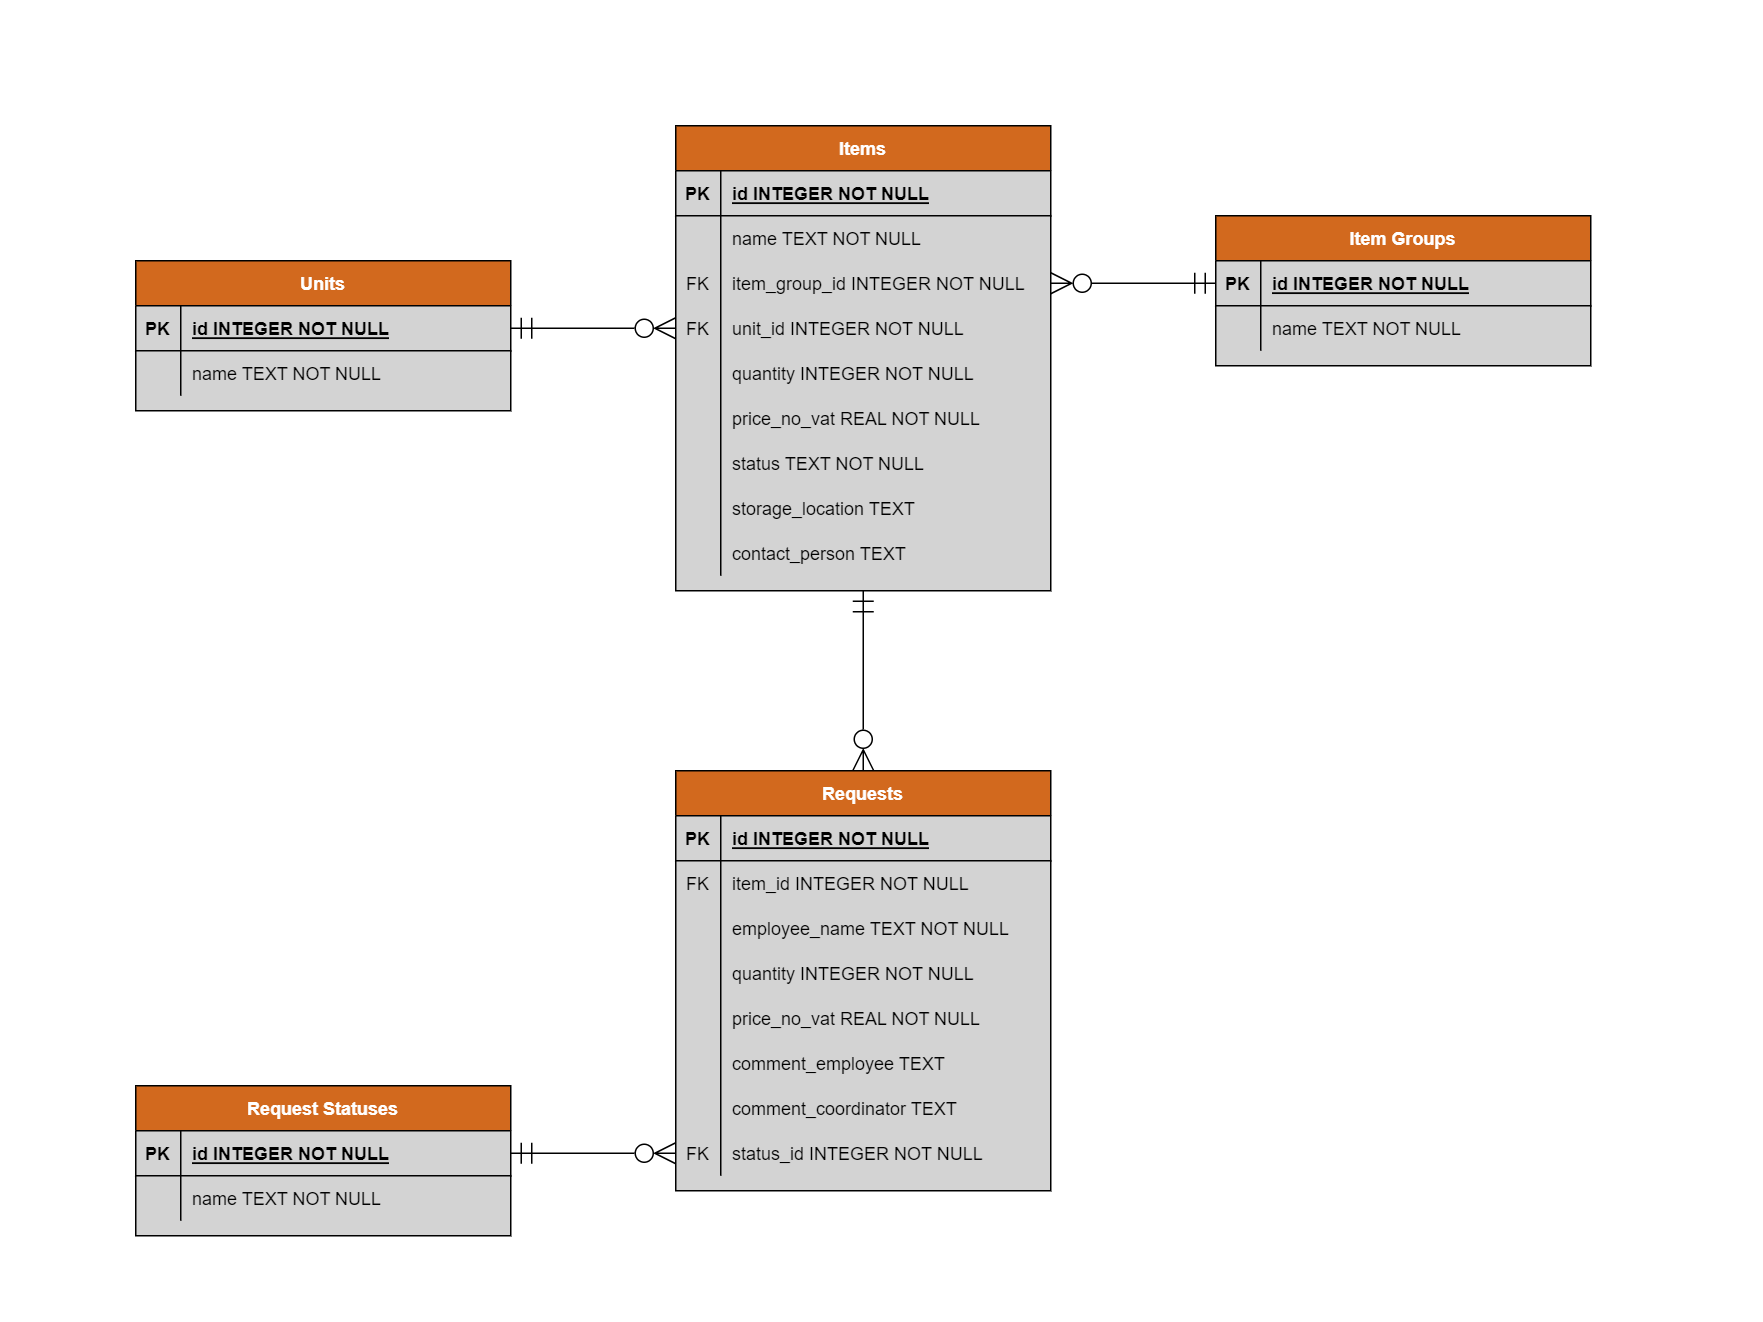 Items
PK id INTEGER NOT NULL
name TEXT NOT NULL
FK item_group_id INTEGER NOT NULL
FK unit_id INTEGER NOT NULL
quantity INTEGER NOT NULL
price_no_vat REAL NOT NULL
status TEXT NOT NULL
storage_location TEXT
contact_person TEXT
Item Groups
PK id INTEGER NOT NULL
name TEXT NOT NULL
Units
PK id INTEGER NOT NULL
name TEXT NOT NULL
Requests
PK id INTEGER NOT NULL
FK item_id INTEGER NOT NULL
employee_name TEXT NOT NULL
quantity INTEGER NOT NULL
price_no_vat REAL NOT NULL
comment_employee TEXT
comment_coordinator TEXT
FK status_id INTEGER NOT NULL
Request Statuses
PK id INTEGER NOT NULL
name TEXT NOT NULL